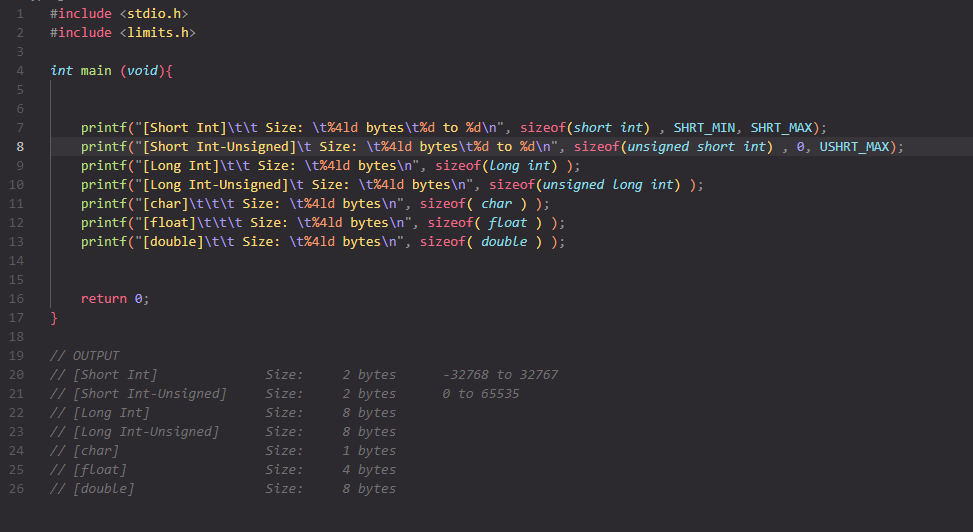 1 #include <stdio.h>
2 #include <limits.h>
3
4 int main (void){
5
6
7     printf("[Short Int]\t\t Size: \t%4ld bytes\t%d to %d\n", sizeof(short int) , SHRT_MIN, SHRT_MAX);
8     printf("[Short Int-Unsigned]\t Size: \t%4ld bytes\t%d to %d\n", sizeof(unsigned short int) , 0, USHRT_MAX);
9     printf("[Long Int]\t\t Size: \t%4ld bytes\n", sizeof(long int) );
10     printf("[Long Int-Unsigned]\t Size: \t%4ld bytes\n", sizeof(unsigned long int) );
11     printf("[char]\t\t\t Size: \t%4ld bytes\n", sizeof( char ) );
12     printf("[float]\t\t\t Size: \t%4ld bytes\n", sizeof( float ) );
13     printf("[double]\t\t Size: \t%4ld bytes\n", sizeof( double ) );
14
15
16     return 0;
17 }
18
19 // OUTPUT
20 // [Short Int]              Size:     2 bytes      -32768 to 32767
21 // [Short Int-Unsigned]     Size:     2 bytes      0 to 65535
22 // [Long Int]               Size:     8 bytes
23 // [Long Int-Unsigned]      Size:     8 bytes
24 // [char]                   Size:     1 bytes
25 // [float]                  Size:     4 bytes
26 // [double]                 Size:     8 bytes